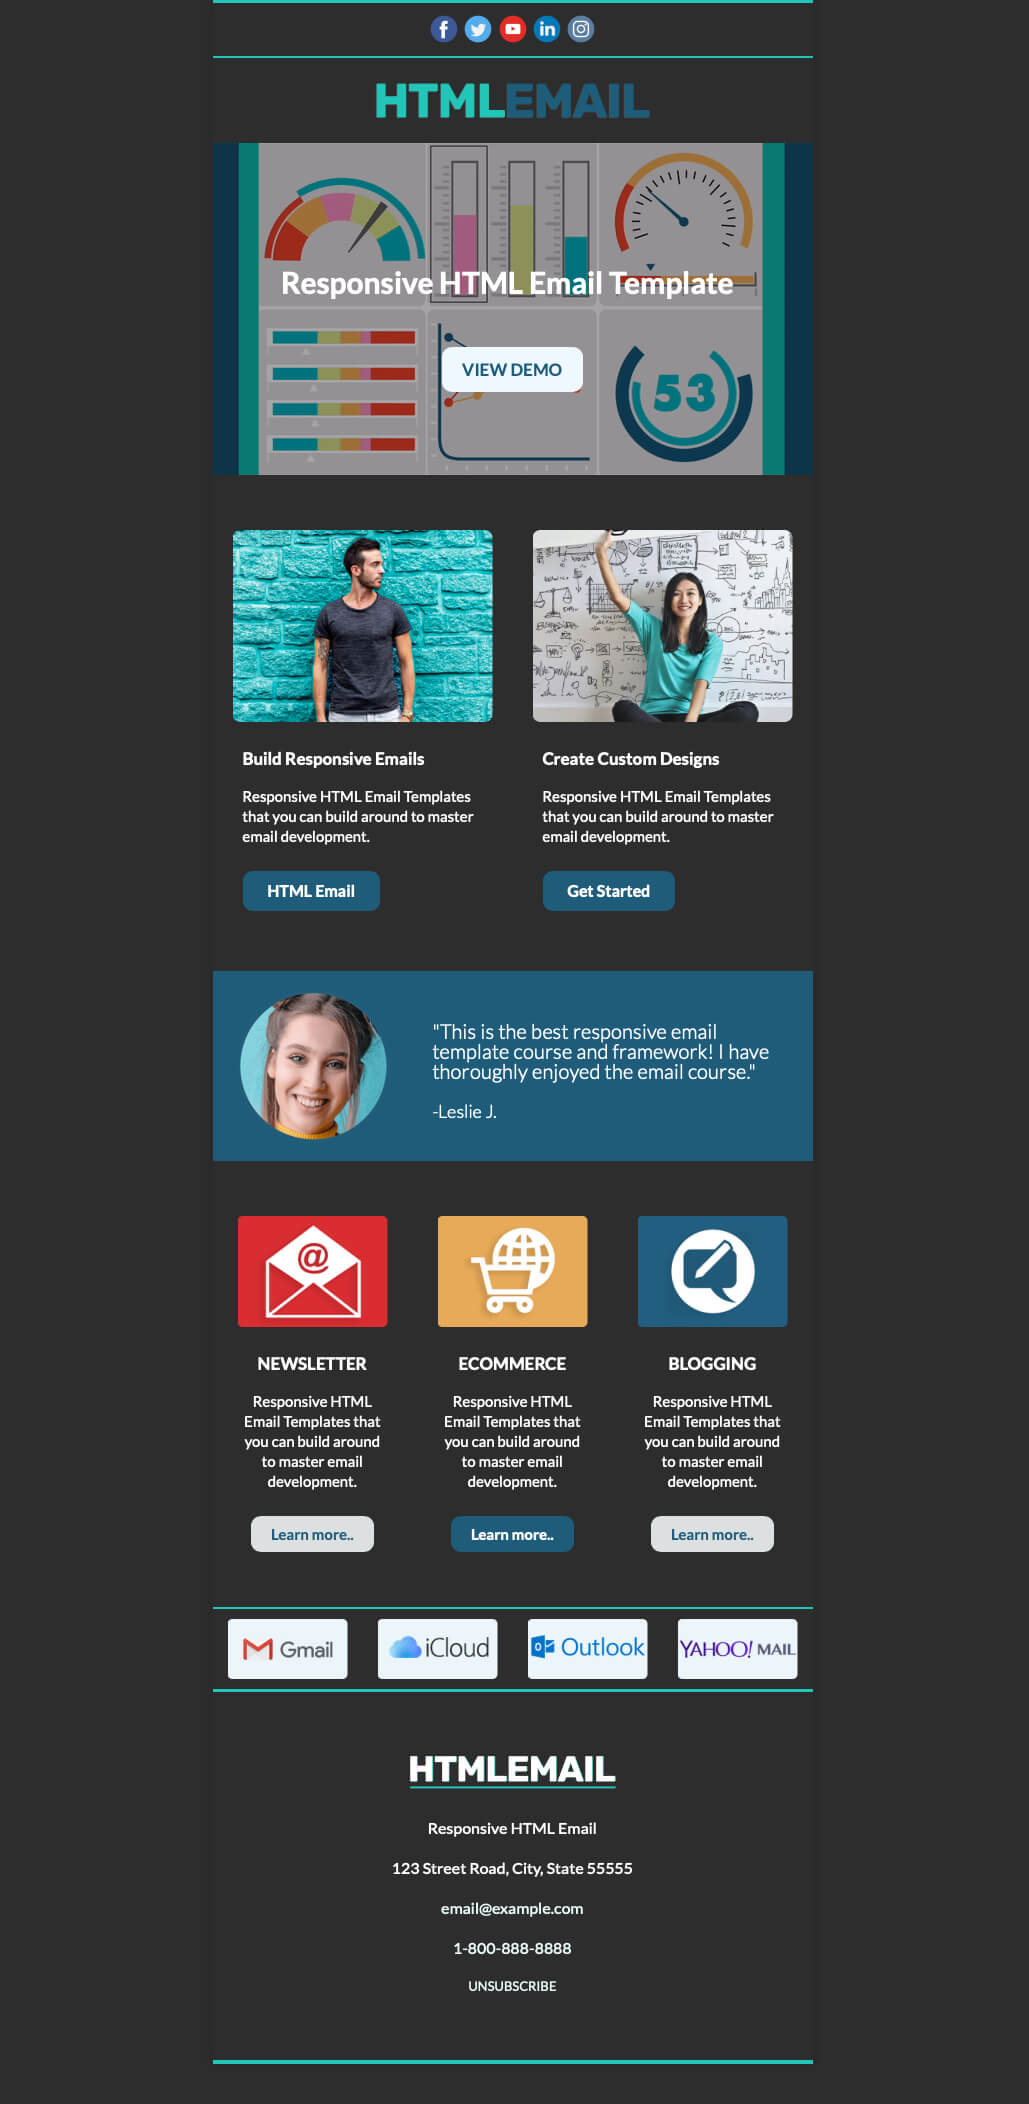 HTMLEMAIL
Responsive HTML Email Template
VIEW DEMO
53
Build Responsive Emails
Responsive HTML Email Templates
that you can build around to master
email development.
HTML Email
Create Custom Designs
Responsive HTML Email Templates
that you can build around to master
email development.
Get Started
"This is the best responsive email
template course and framework! I have
thoroughly enjoyed the email course."
-Leslie J.
@
NEWSLETTER
Responsive HTML
Email Templates that
you can build around
to master email
development.
Learn more..
ECOMMERCE
Responsive HTML
Email Templates that
you can build around
to master email
development.
Learn more..
BLOGGING
Responsive HTML
Email Templates that
you can build around
to master email
development.
Learn more..
Gmail
iCloud
Outlook
YAHOO! MAIL
HTMLEMAIL
Responsive HTML Email
123 Street Road, City, State 55555
email@example.com
1-800-888-8888
UNSUBSCRIBE